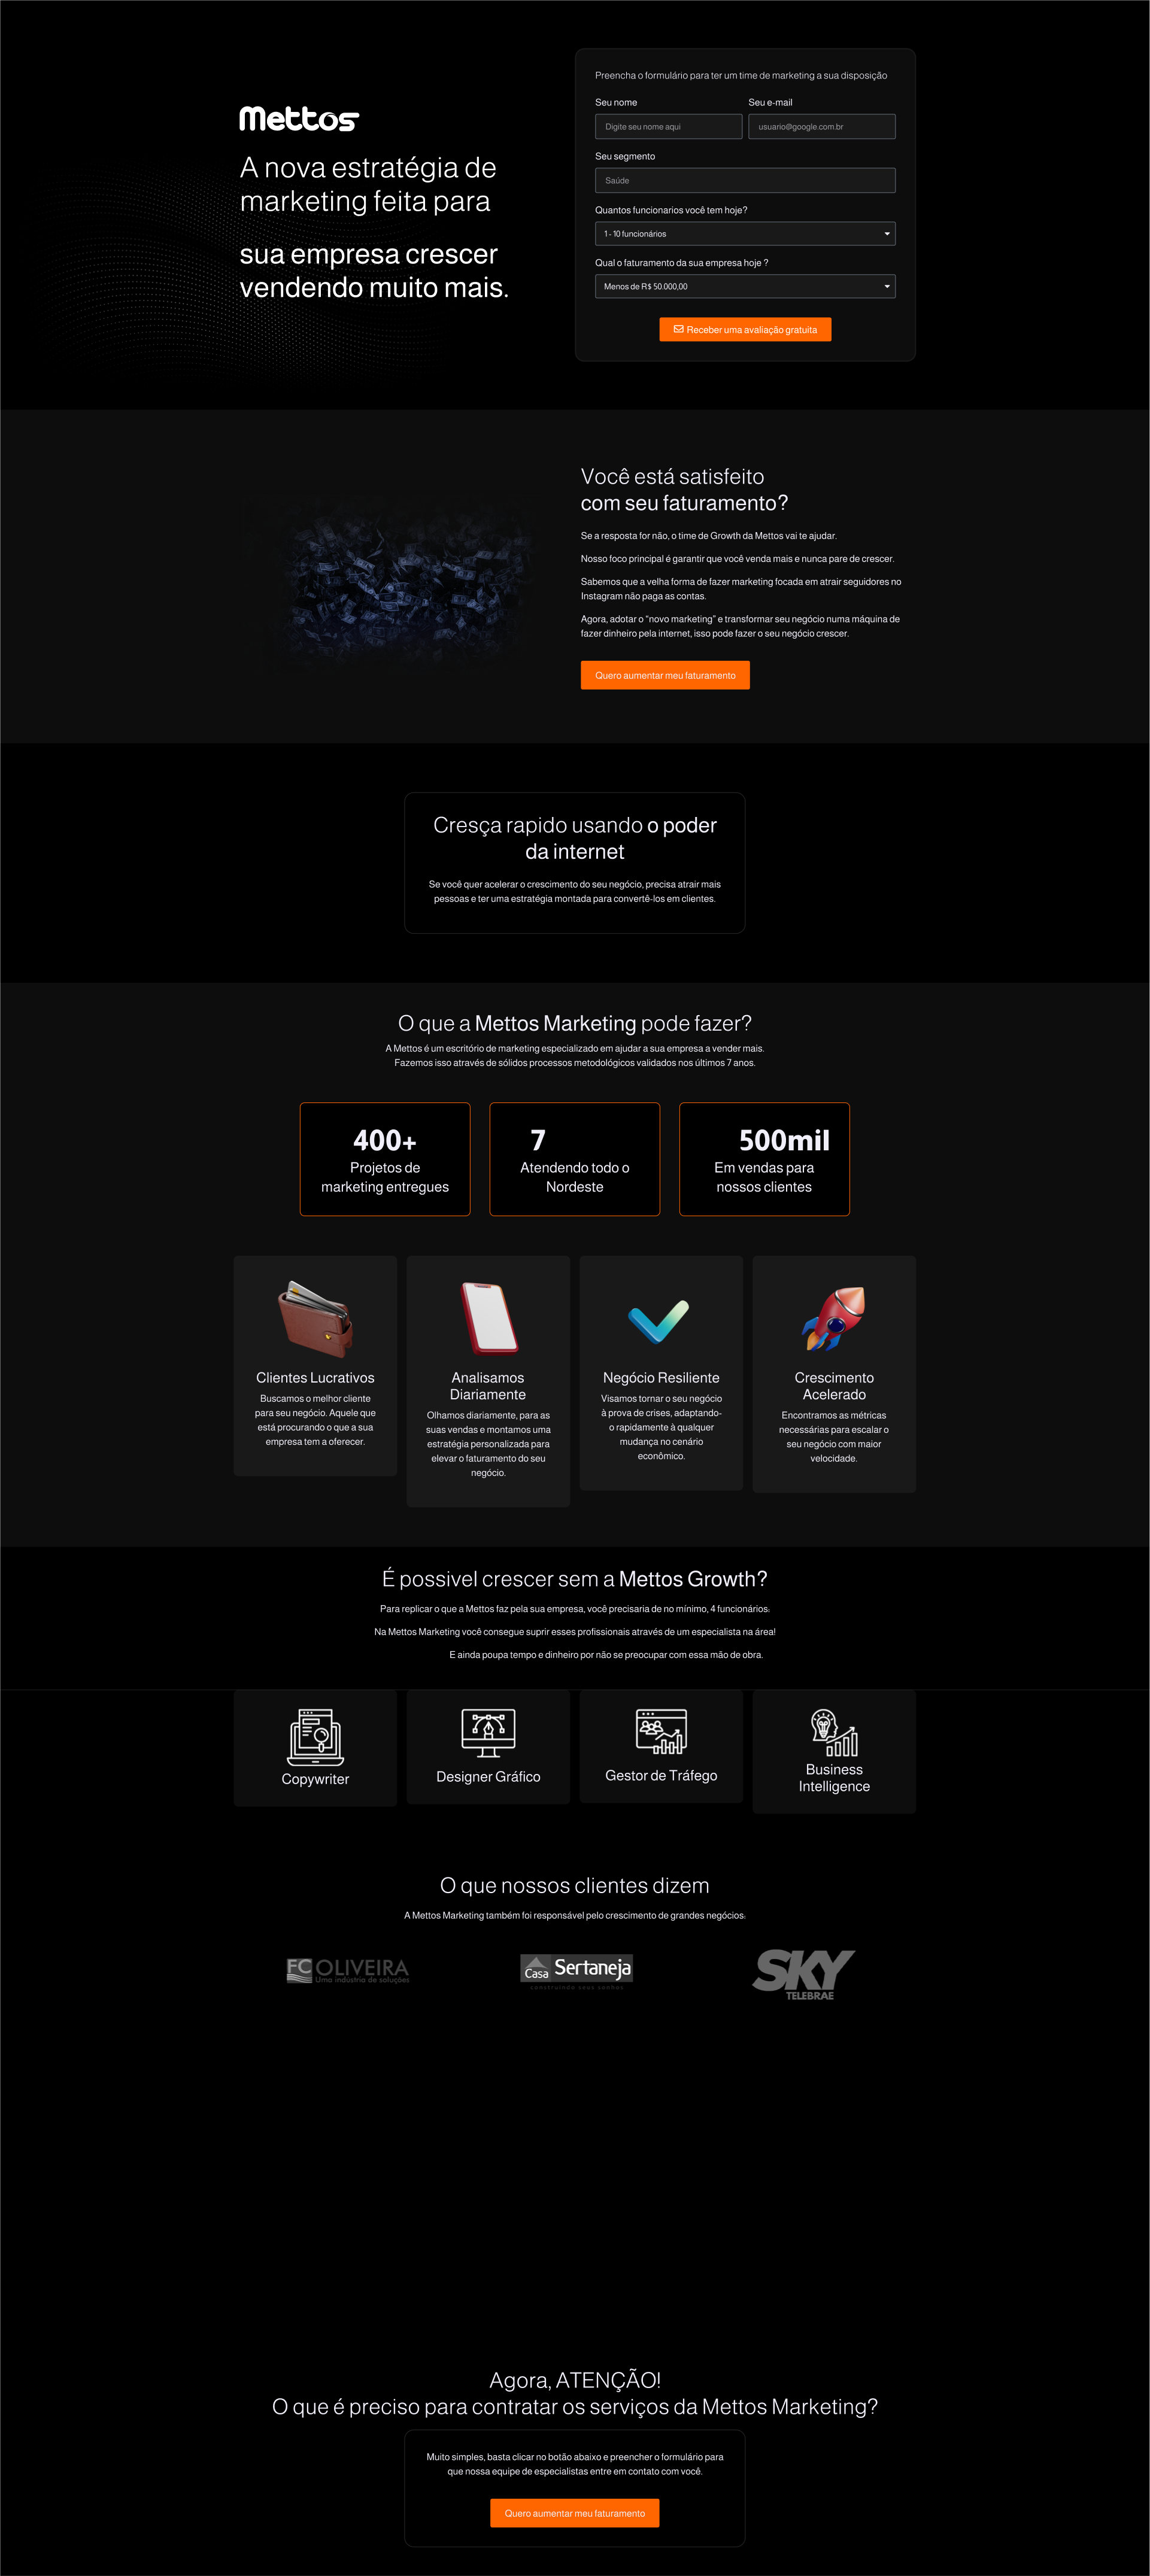 Mettos
A nova estratégia de
marketing feita para
sua empresa crescer
vendendo muito mais.
Preencha o formulário para ter um time de marketing a sua disposição
Seu nome
Seu e-mail
Digite seu nome aqui
usuario@google.com.br
Seu segmento
Saúde
Quantos funcionarios você tem hoje?
1 - 10 funcionários
Qual o faturamento da sua empresa hoje ?
Menos de R$ 50.000,00
Receber uma avaliação gratuita
Você está satisfeito
com seu faturamento?
Se a resposta for não, o time de Growth da Mettos vai te ajudar.
Nosso foco principal é garantir que você venda mais e nunca pare de crescer.
Sabemos que a velha forma de fazer marketing focada em atrair seguidores no
Instagram não paga as contas.
Agora, adotar o “novo marketing” e transformar seu negócio numa máquina de
fazer dinheiro pela internet, isso pode fazer o seu negócio crescer.
Quero aumentar meu faturamento
Cresça rapido usando o poder
da internet
Se você quer acelerar o crescimento do seu negócio, precisa atrair mais
pessoas e ter uma estratégia montada para convertê-los em clientes.
O que a Mettos Marketing pode fazer?
A Mettos é um escritório de marketing especializado em ajudar a sua empresa a vender mais.
Fazemos isso através de sólidos processos metodológicos validados nos últimos 7 anos.
400+
Projetos de
marketing entregues
7
Atendendo todo o
Nordeste
500mil
Em vendas para
nossos clientes
Clientes Lucrativos
Buscamos o melhor cliente
para seu negócio. Aquele que
está procurando o que a sua
empresa tem a oferecer.
Analisamos
Diariamente
Olhamos diariamente, para as
suas vendas e montamos uma
estratégia personalizada para
elevar o faturamento do seu
negócio.
Negócio Resiliente
Visamos tornar o seu negócio
à prova de crises, adaptando-
o rapidamente à qualquer
mudança no cenário
econômico.
Crescimento
Acelerado
Encontramos as métricas
necessárias para escalar o
seu negócio com maior
velocidade.
É possivel crescer sem a Mettos Growth?
Para replicar o que a Mettos faz pela sua empresa, você precisaria de no mínimo, 4 funcionários.
Na Mettos Marketing você consegue suprir esses profissionais através de um especialista na área!
E ainda poupa tempo e dinheiro por não se preocupar com essa mão de obra.
Copywriter
Designer Gráfico
Gestor de Tráfego
Business
Intelligence
O que nossos clientes dizem
A Mettos Marketing também foi responsável pelo crescimento de grandes negócios.
FC OLIVEIRA
Uma industria de soluções
Casa Sertaneja
construindo seus sonhos
SKY
TELEBRAE
Agora, ATENÇÃO!
O que é preciso para contratar os serviços da Mettos Marketing?
Muito simples, basta clicar no botão abaixo e preencher o formulário para
que nossa equipe de especialistas entre em contato com você.
Quero aumentar meu faturamento